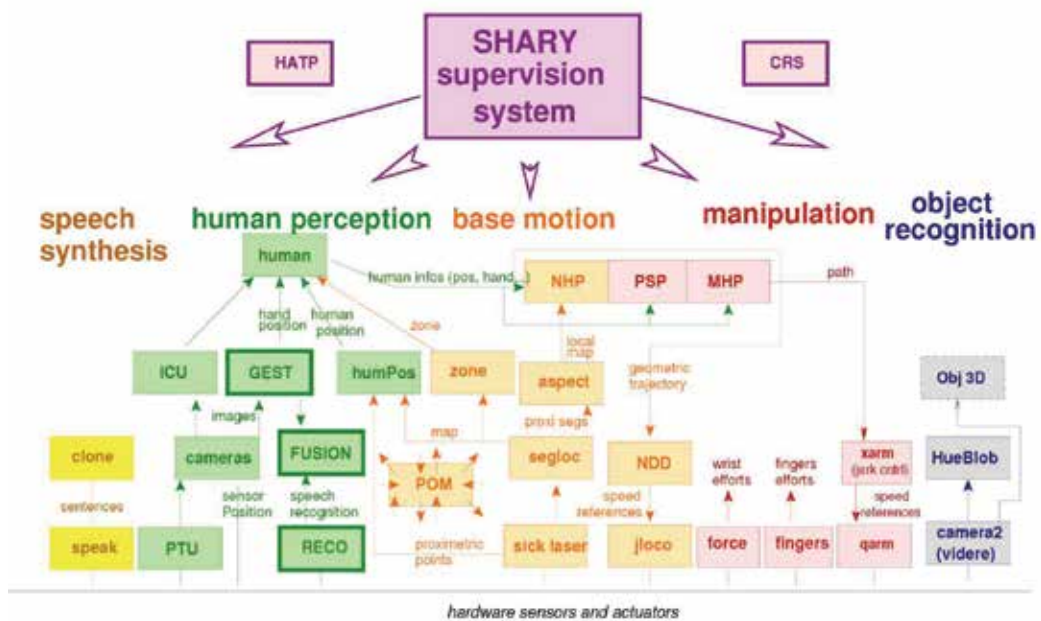 SHARY
supervision
system
HATP
CRS
speech
synthesis
human perception
base motion
manipulation
object
recognition
human
human infos (pos, hand...)
NHP
PSP
MHP
path
hand
position
human
position
zone
local
map
geometric
trajectory
ICU
GEST
humPos
zone
aspect
Obj 3D
images
map
proxi segs
clone
cameras
FUSION
POM
segloc
NDD
wrist
efforts
fingers
efforts
xarm
(jerk cntrl)
HueBlob
sentences
sensor
Position
speech
recognition
speed
references
speed
references
speak
PTU
RECO
proximetric
points
sick laser
jloco
force
fingers
qarm
camera2
(videre)
hardware sensors and actuators